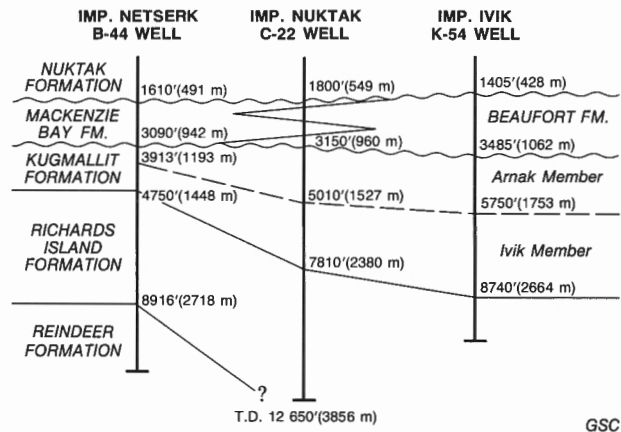 IMP. NETSERK IMP. NUKTAK IMP. IVIK
B-44 WELL C-22 WELL K-54 WELL
NUKTAK
FORMATION
1610'(491 m) 1800'(549 m) 1405'(428 m)
MACKENZIE
BAY FM.
BEAUFORT FM.
3090'(942 m) 3150'(960 m) 3485'(1062 m)
KUGMALLIT
FORMATION
3913'(1193 m)
Arnak Member
4750'(1448 m) 5010'(1527 m) 5750'(1753 m)
RICHARDS
ISLAND
FORMATION
Ivik Member
7810'(2380 m)
8740'(2664 m)
8916'(2718 m)
REINDEER
FORMATION
?
T.D. 12 650'(3856 m)
GSC